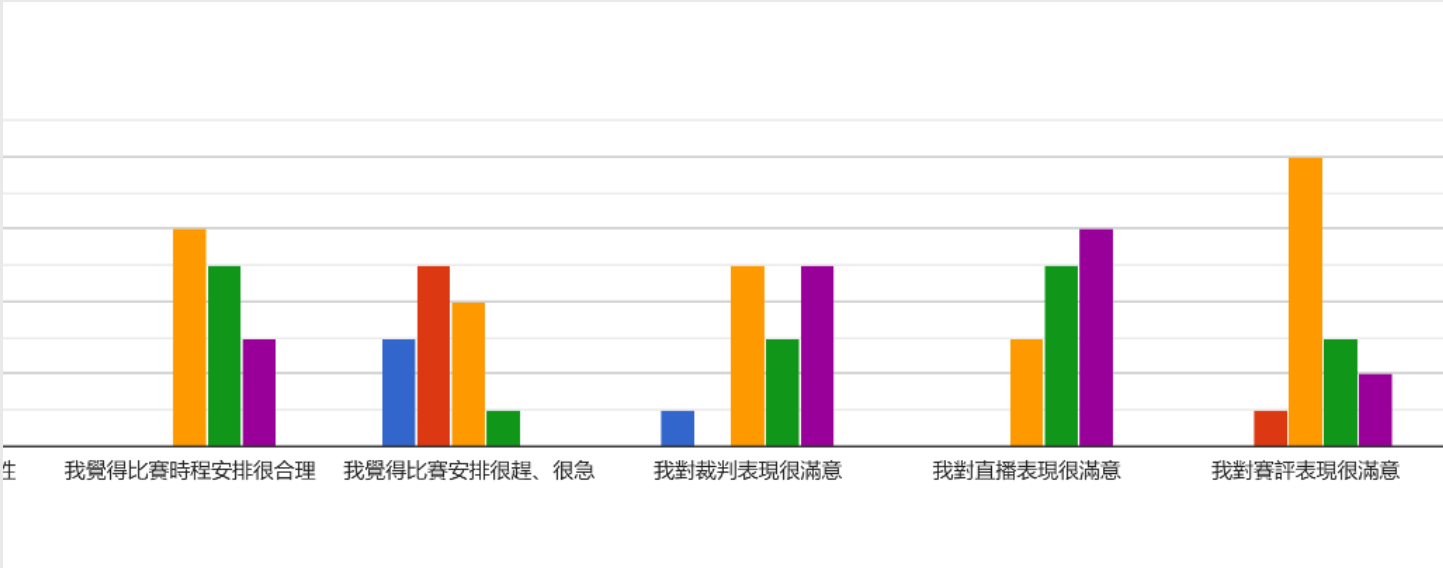 性
我覺得比賽時程安排很合理
我覺得比賽安排很趕、很急
我對裁判表現很滿意
我對直播表現很滿意
我對賽評表現很滿意